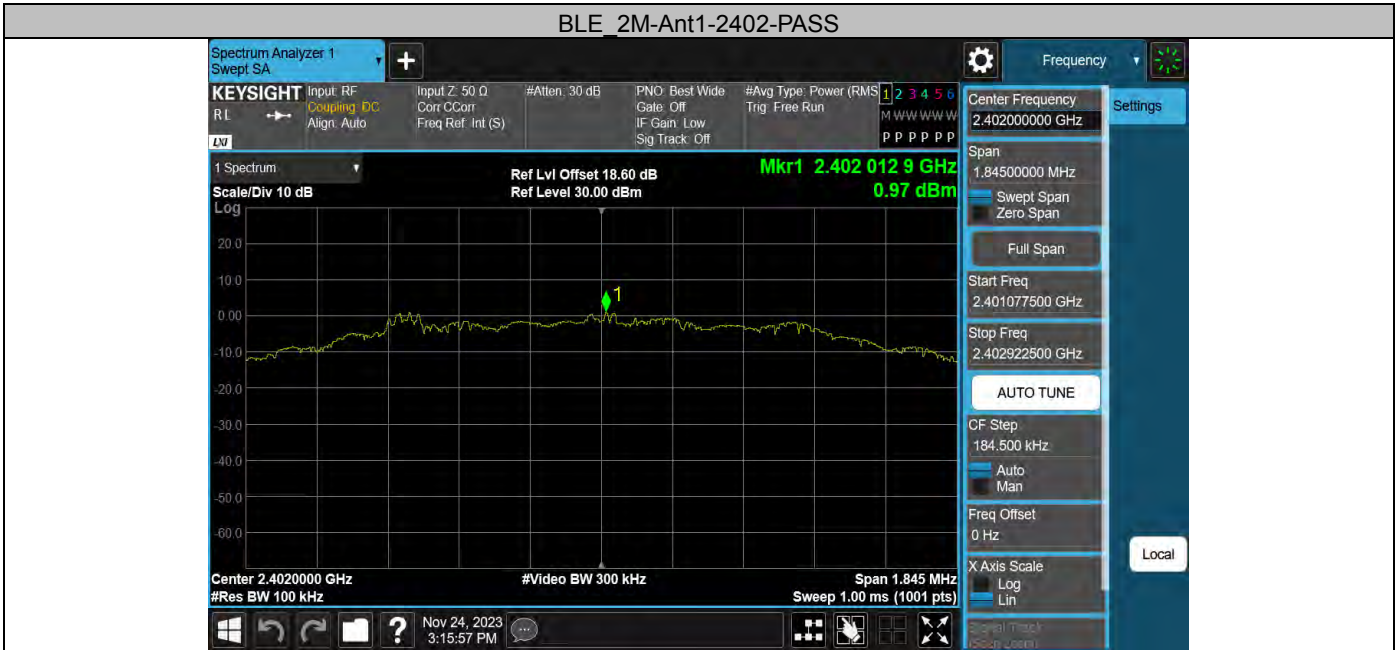 BLE_2M-Ant1-2402-PASS
Spectrum Analyzer 1
Swept SA
+
Frequency
KEYSIGHT
RL
LXI
Input: RF
Coupling: DC
Align: Auto
Input Z: 50 Ω
Corr CCorr
Freq Ref: Int (S)
#Atten: 30 dB
PNO: Best Wide
Gate: Off
IF Gain: Low
Sig Track: Off
#Avg Type: Power (RMS
Trig: Free Run
1 2 3 4 5 6
M W W W W W
P P P P P P
1 Spectrum
Scale/Div 10 dB
Log
Ref Lvl Offset 18.60 dB
Ref Level 30.00 dBm
Mkr1 2.402 012 9 GHz
0.97 dBm
20.0
10.0
0.00
-10.0
-20.0
-30.0
-40.0
-50.0
-60.0
1
Center 2.4020000 GHz
#Res BW 100 kHz
#Video BW 300 kHz
Span 1.845 MHz
Sweep 1.00 ms (1001 pts)
Center Frequency
2.402000000 GHz
Settings
Span
1.84500000 MHz
Swept Span
Zero Span
Full Span
Start Freq
2.401077500 GHz
Stop Freq
2.402922500 GHz
AUTO TUNE
CF Step
184.500 kHz
Auto
Man
Freq Offset
0 Hz
X Axis Scale
Log
Lin
Local
Signal Track
(Span Zoom)
?
Nov 24, 2023
3:15:57 PM